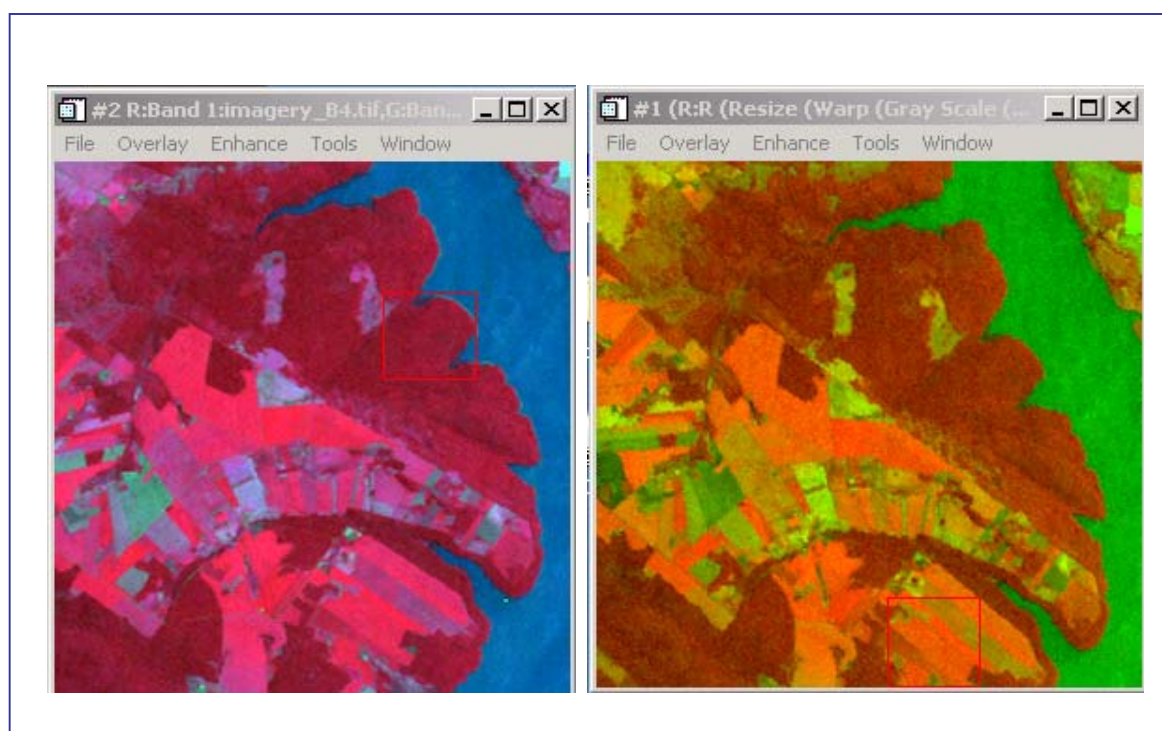 #2 R:Band 1:imagery_B4.tif,G:Ban...
File Overlay Enhance Tools Window
#1 (R:R (Resize (Warp (Gray Scale (...
File Overlay Enhance Tools Window